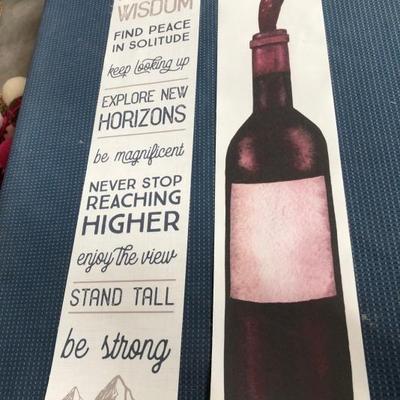 WISDOM
FIND PEACE
IN SOLITUDE
keep looking up
EXPLORE NEW
HORIZONS
be magnificent
NEVER STOP
REACHING
HIGHER
enjoy the view
STAND TALL
be strong